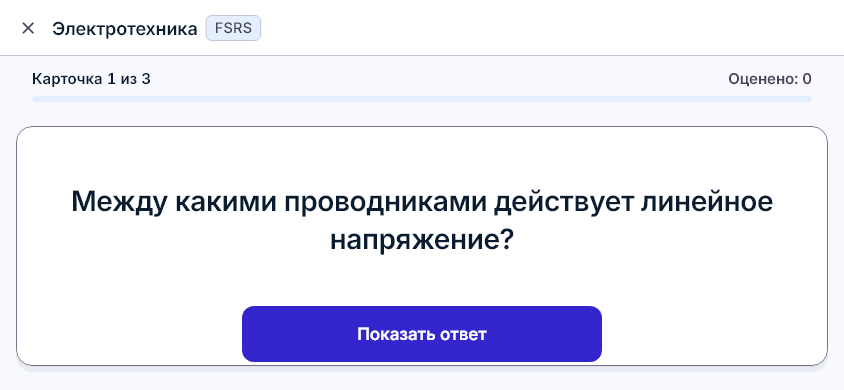 Электротехника FSRS
Карточка 1 из 3 Оценено: 0
Между какими проводниками действует линейное
напряжение?
Показать ответ